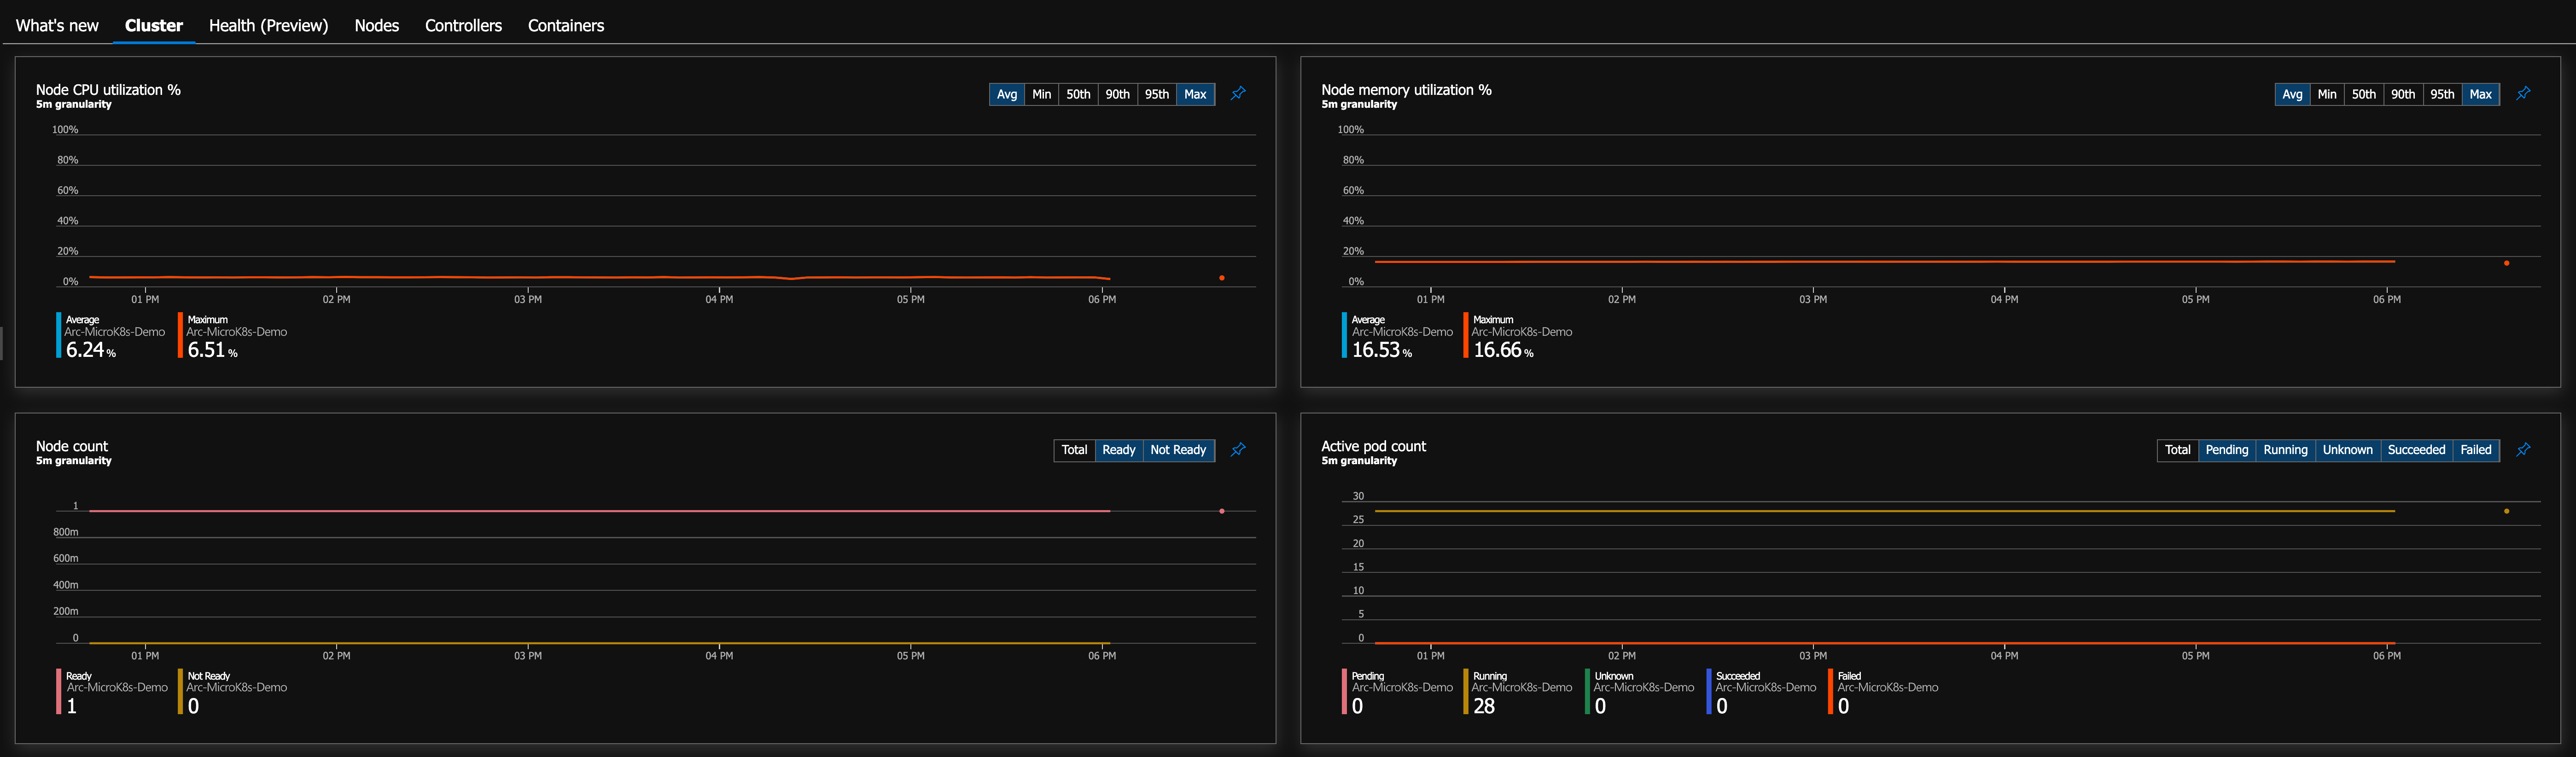 What's new Cluster Health (Preview) Nodes Controllers Containers
Node CPU utilization %
5m granularity
Avg Min 50th 90th 95th Max
100%
80%
60%
40%
20%
0%
01 PM 02 PM 03 PM 04 PM 05 PM 06 PM
Average Maximum
Arc-MicroK8s-Demo Arc-MicroK8s-Demo
6.24 % 6.51 %
Node memory utilization %
5m granularity
Avg Min 50th 90th 95th Max
100%
80%
60%
40%
20%
0%
01 PM 02 PM 03 PM 04 PM 05 PM 06 PM
Average Maximum
Arc-MicroK8s-Demo Arc-MicroK8s-Demo
16.53 % 16.66 %
Node count
5m granularity
Total Ready Not Ready
1
800m
600m
400m
200m
0
01 PM 02 PM 03 PM 04 PM 05 PM 06 PM
Ready Not Ready
Arc-MicroK8s-Demo Arc-MicroK8s-Demo
1 0
Active pod count
5m granularity
Total Pending Running Unknown Succeeded Failed
30
25
20
15
10
5
0
01 PM 02 PM 03 PM 04 PM 05 PM 06 PM
Pending Running Unknown Succeeded Failed
Arc-MicroK8s-Demo Arc-MicroK8s-Demo Arc-MicroK8s-Demo Arc-MicroK8s-Demo Arc-MicroK8s-Demo
0 28 0 0 0